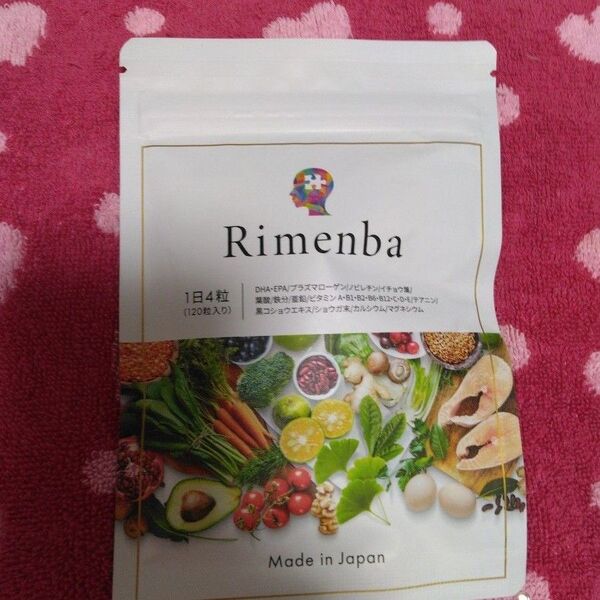 Rimenba
1日4粒
(120粒入り)
DHA・EPA/プラズマローゲン/ノビレチン/イチョウ葉/
葉酸/鉄分/亜鉛/ビタミンA・B1・B2・B6・B12・C・D・E/テアニン/
黒コショウエキス/ショウガ末/カルシウム/マグネシウム
Made in Japan